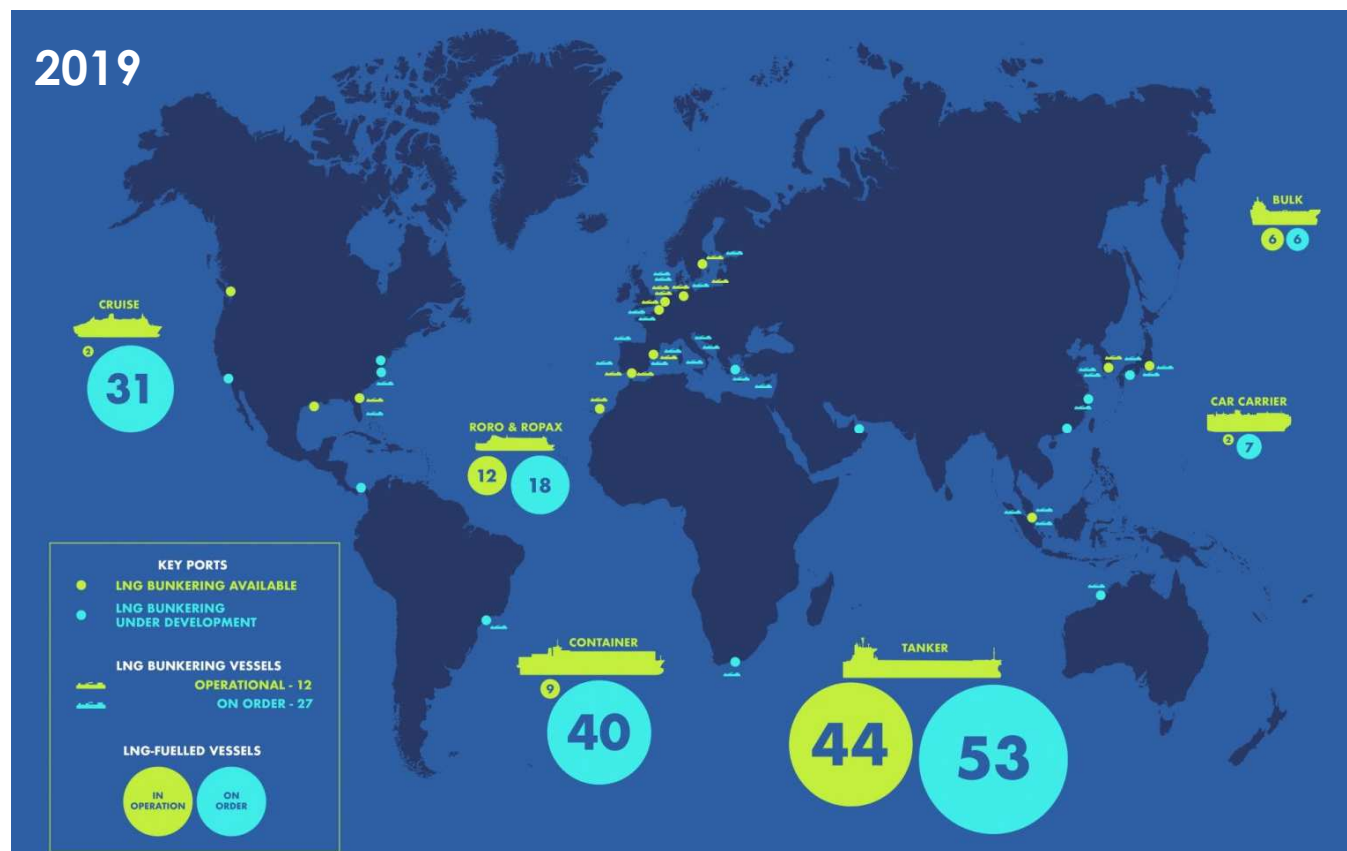 2019
BULK
6 6
CRUISE
2
31
CAR CARRIER
2
7
RORO & ROPAX
12
18
KEY PORTS
LNG BUNKERING AVAILABLE
LNG BUNKERING
UNDER DEVELOPMENT
LNG BUNKERING VESSELS
OPERATIONAL - 12
ON ORDER - 27
LNG-FUELLED VESSELS
IN
OPERATION
ON
ORDER
CONTAINER
9
40
TANKER
44
53